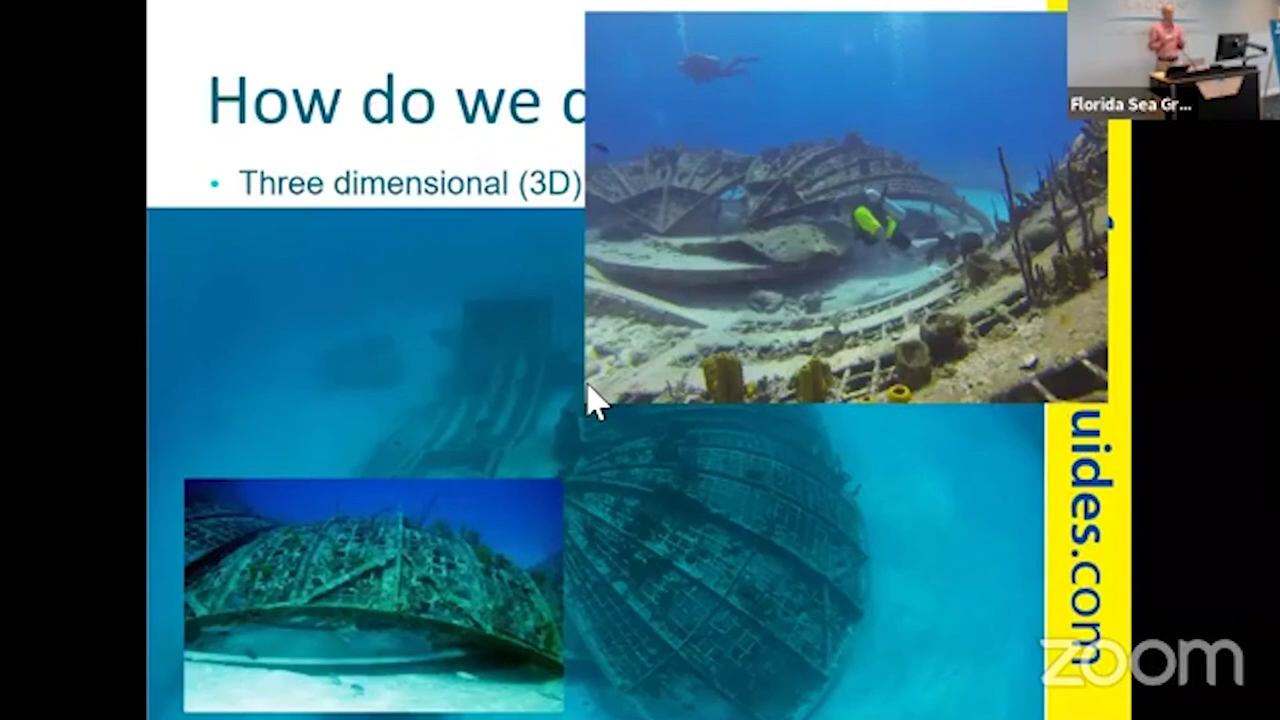 How do we d
• Three dimensional (3D)
Florida Sea Gr...
uides.com
zoom